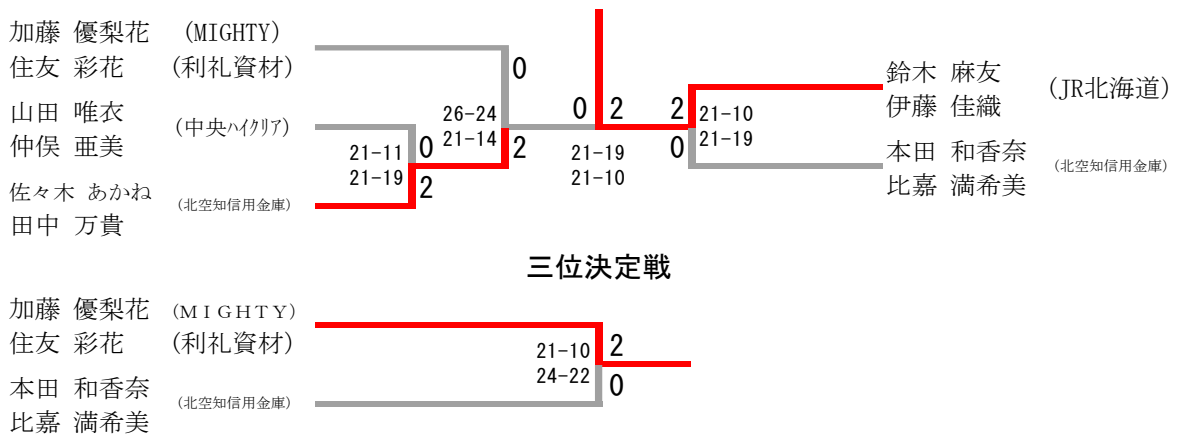 加藤 優梨花 (MIGHTY)
住友 彩花 (利礼資材)
山田 唯衣
仲俣 亜美
(中央ﾊｲｸﾘｱ)
佐々木 あかね
田中 万貴
(北空知信用金庫)
21-11
21-19
0
2
26-24
21-14
0
2
0 2
21-19
21-10
2
0
21-10
21-19
鈴木 麻友
伊藤 佳織
(JR北海道)
本田 和香奈
比嘉 満希美
(北空知信用金庫)
三位決定戦
加藤 優梨花 (ＭＩＧＨＴＹ)
住友 彩花 (利礼資材)
本田 和香奈
比嘉 満希美
(北空知信用金庫)
21-10
24-22
2
0